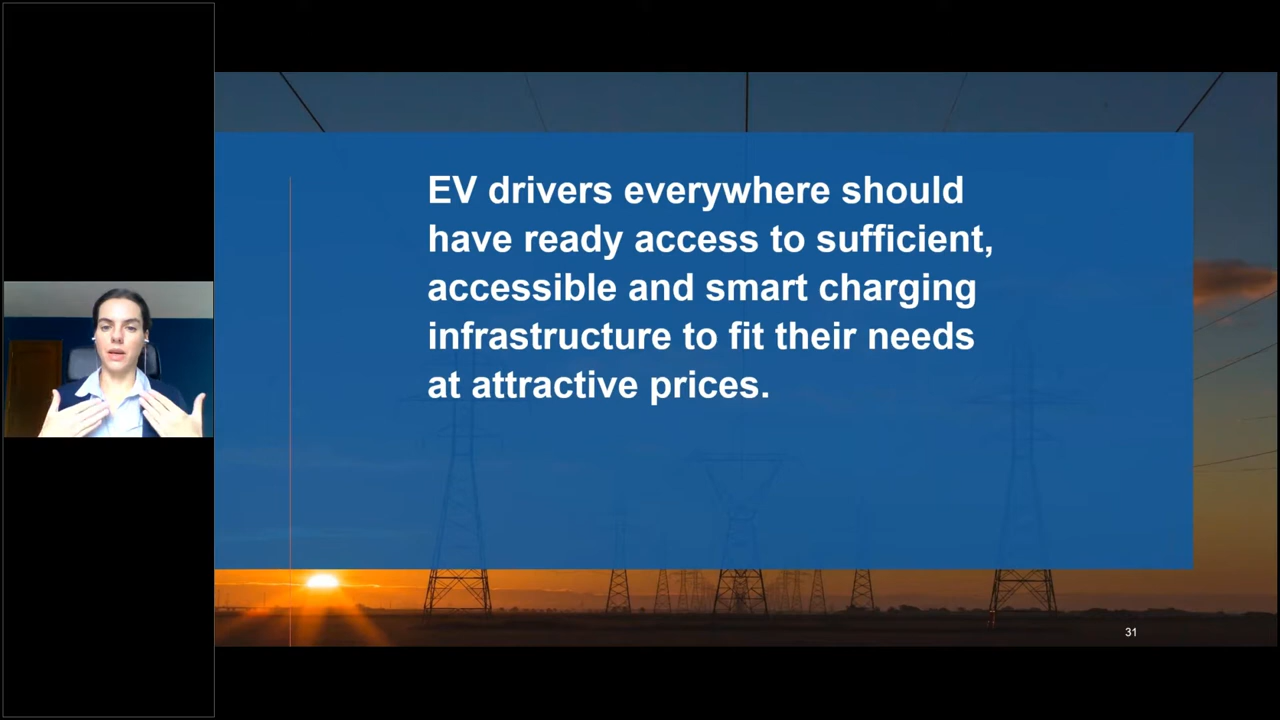 EV drivers everywhere should
have ready access to sufficient,
accessible and smart charging
infrastructure to fit their needs
at attractive prices.
31